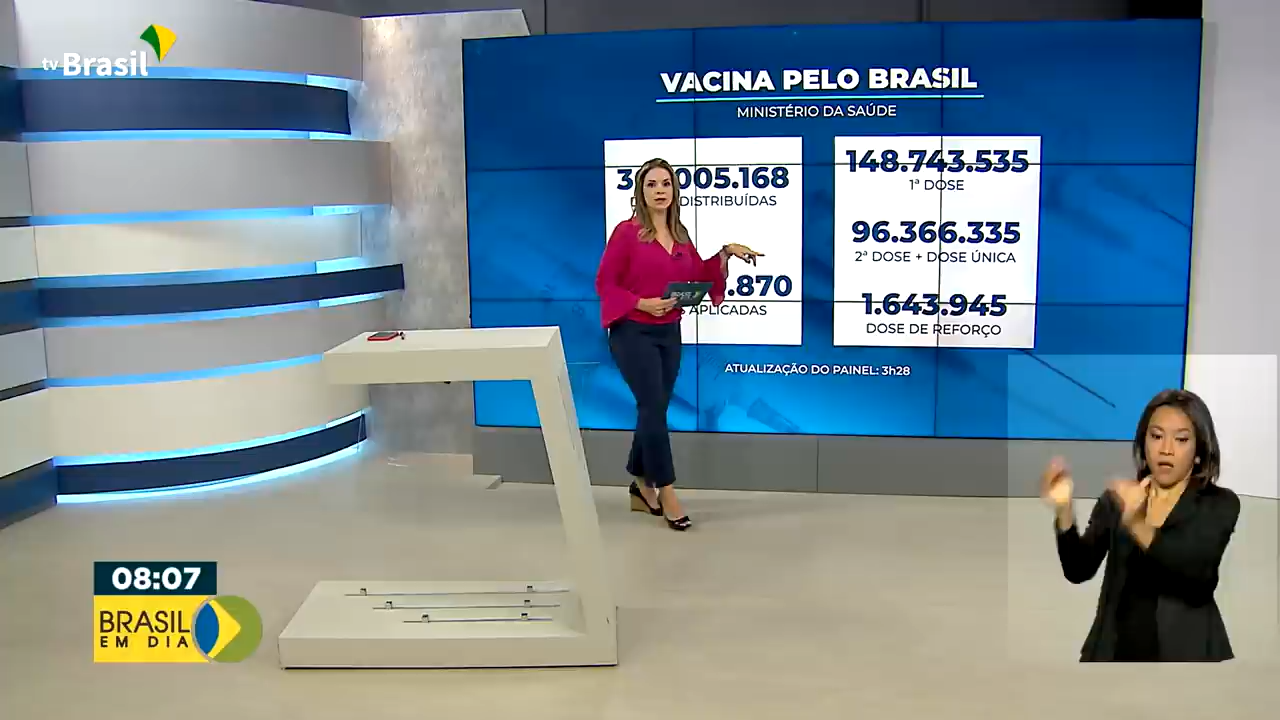 tv Brasil
VACINA PELO BRASIL
MINISTÉRIO DA SAÚDE
005.168
DISTRIBUÍDAS
.870
APLICADAS
148.743.535
1ª DOSE
96.366.335
2ª DOSE + DOSE ÚNICA
1.643.945
DOSE DE REFORÇO
ATUALIZAÇÃO DO PAINEL: 3h28
08:07
BRASIL
EM DIA